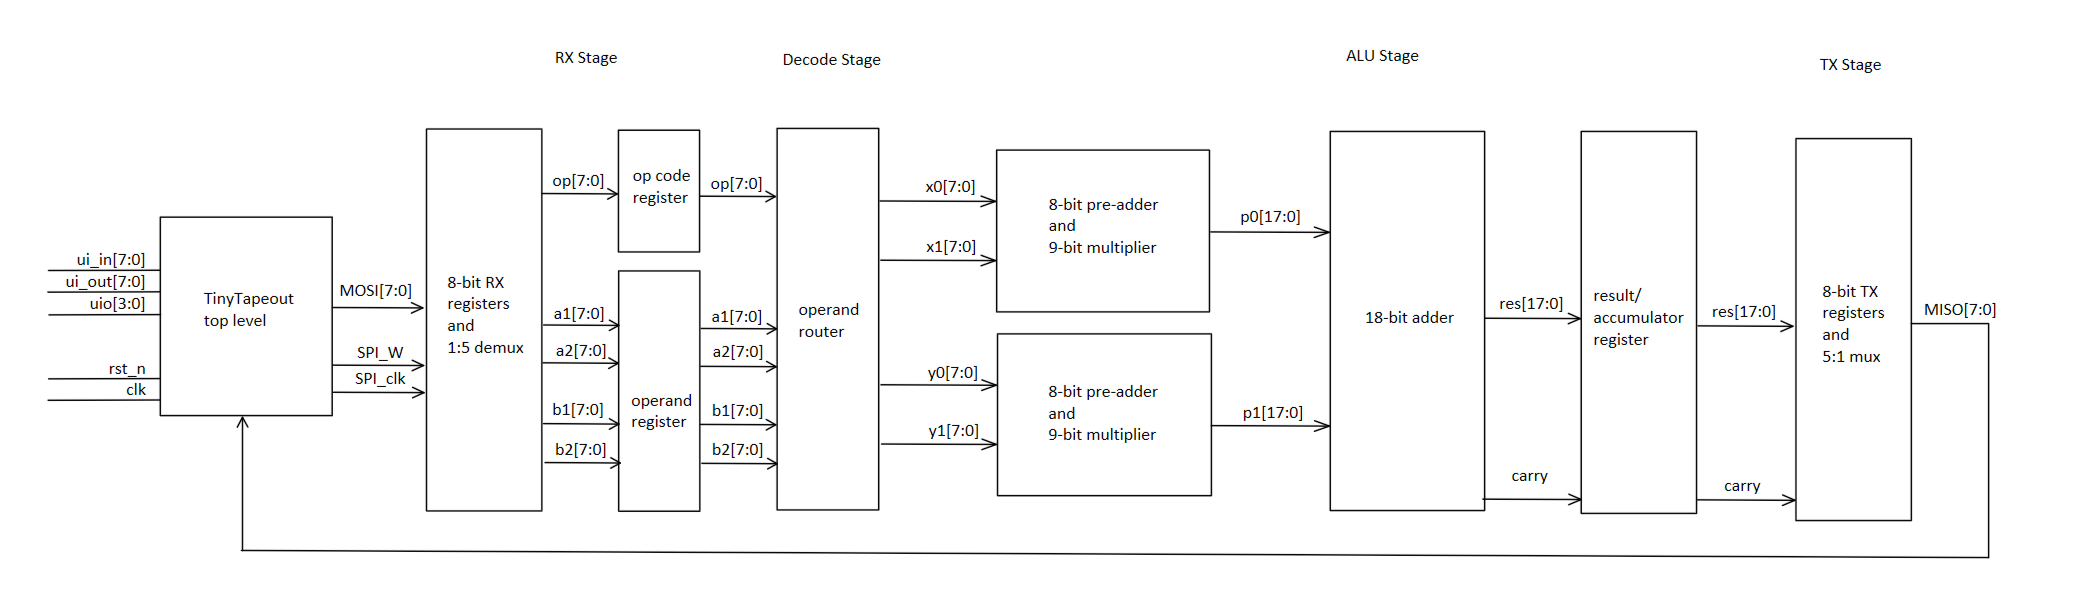 RX Stage
Decode Stage
ALU Stage
TX Stage
ui_in[7:0]
ui_out[7:0]
uio[3:0]
rst_n
clk
TinyTapeout
top level
MOSI[7:0]
SPI_W
SPI_clk
8-bit RX
registers
and
1:5 demux
op[7:0]
a1[7:0]
a2[7:0]
b1[7:0]
b2[7:0]
op code
register
operand
register
op[7:0]
a1[7:0]
a2[7:0]
b1[7:0]
b2[7:0]
operand
router
x0[7:0]
x1[7:0]
y0[7:0]
y1[7:0]
8-bit pre-adder
and
9-bit multiplier
8-bit pre-adder
and
9-bit multiplier
p0[17:0]
p1[17:0]
18-bit adder
res[17:0]
carry
result/
accumulator
register
res[17:0]
carry
8-bit TX
registers
and
5:1 mux
MISO[7:0]